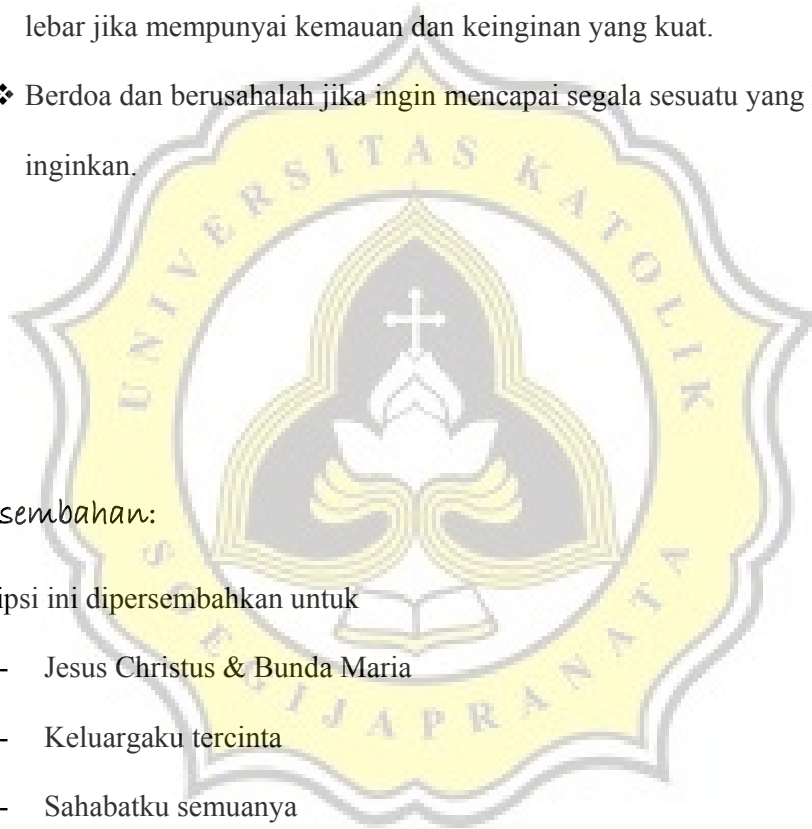 lebar jika mempunyai kemauan dan keinginan yang kuat.
❖ Berdoa dan berusahalah jika ingin mencapai segala sesuatu yang
inginkan.
UNIVERSITAS KATOLIK
sembahan:
ipsi ini dipersembahkan untuk
- Jesus Christus & Bunda Maria
- Keluargaku tercinta
- Sahabatku semuanya
SOEGIJAPRANATA